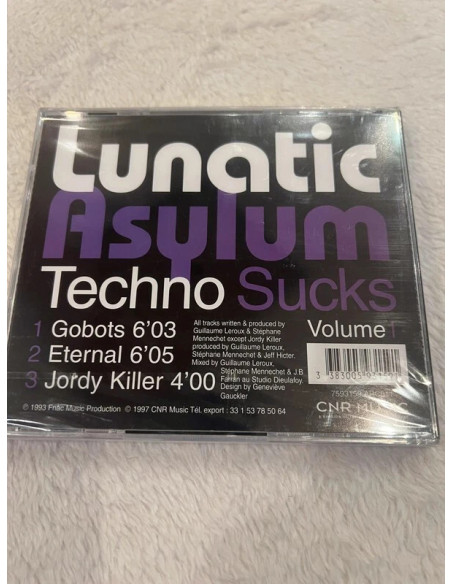 Lunatic
Asylum
Techno Sucks
Volume
1 Gobots 6'03
2 Eternal 6'05
3 Jordy Killer 4'00
All tracks written & produced by
Guillaume Leroux & Stéphane
Mennechet except Jordy Killer
produced by Guillaume Leroux,
Stéphane Mennechet & Jeff Hicter.
Mixed by Guillaume Leroux,
Stéphane Mennechet & J.B.
au Studio Dieulafoy.
Design by Geneviève
Gauckler
© 1993 Music Production © 1997 CNR Music Tél. export : 33 1 53 78 50 64
CNR MUSIC